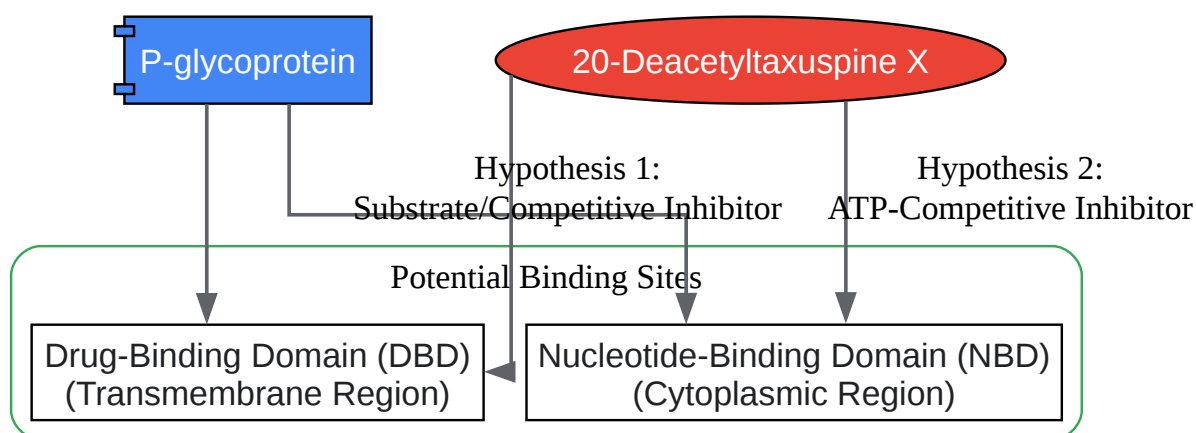 P-glycoprotein
20-Deacetyltaxuspine X
Hypothesis 1:
Substrate/Competitive Inhibitor
Hypothesis 2:
ATP-Competitive Inhibitor
Potential Binding Sites
Drug-Binding Domain (DBD)
(Transmembrane Region)
Nucleotide-Binding Domain (NBD)
(Cytoplasmic Region)